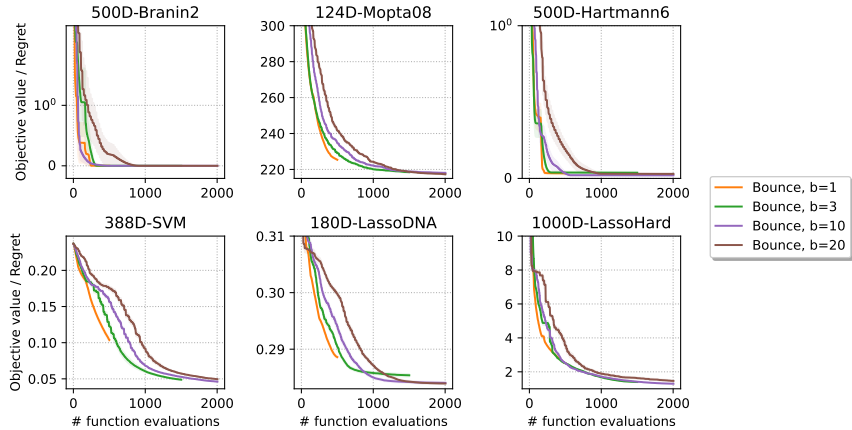 500D-Branin2
124D-Mopta08
500D-Hartmann6
Objective value / Regret
10⁰
0
0
1000
2000
300
280
260
240
220
0
1000
2000
10⁰
0
0
1000
2000
Bounce, b=1
Bounce, b=3
Bounce, b=10
Bounce, b=20
388D-SVM
180D-LassoDNA
1000D-LassoHard
Objective value / Regret
0.20
0.15
0.10
0.05
0
1000
2000
# function evaluations
0.31
0.30
0.29
0
1000
2000
# function evaluations
10
8
6
4
2
0
1000
2000
# function evaluations